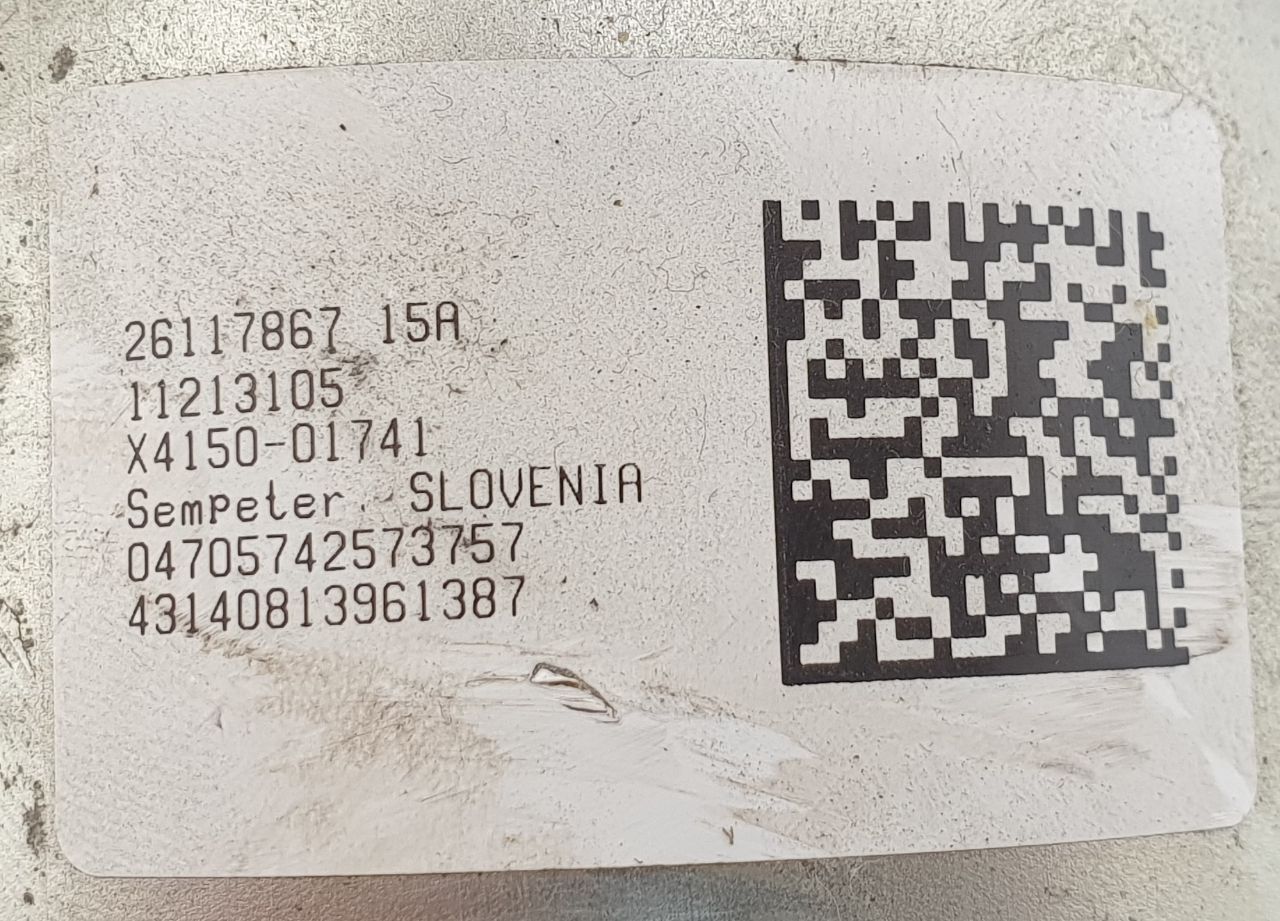 26117867 15A
11213105
X4150-01741
Sempeter, SLOVENIA
04705742573757
43140813961387